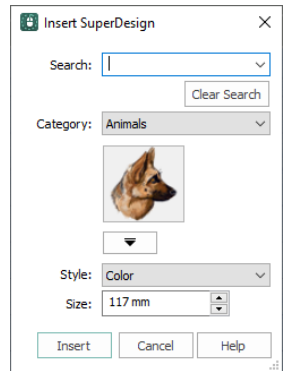 Insert SuperDesign
Search:
Clear Search
Category: Animals
Style: Color
Size: 117 mm
Insert Cancel Help